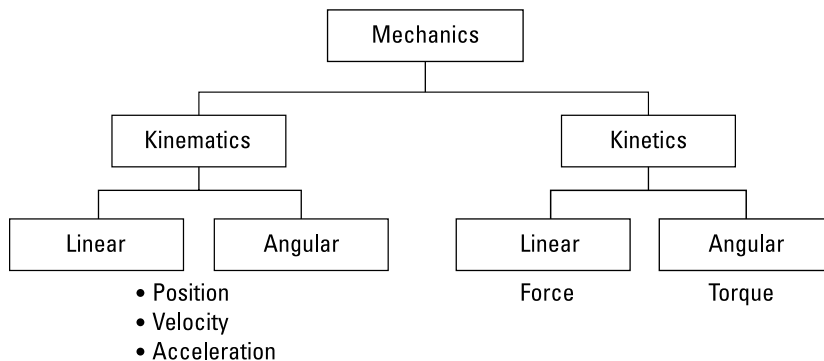 Mechanics
Kinematics
Kinetics
Linear
Angular
Linear
Angular
• Position
• Velocity
• Acceleration
Force
Torque